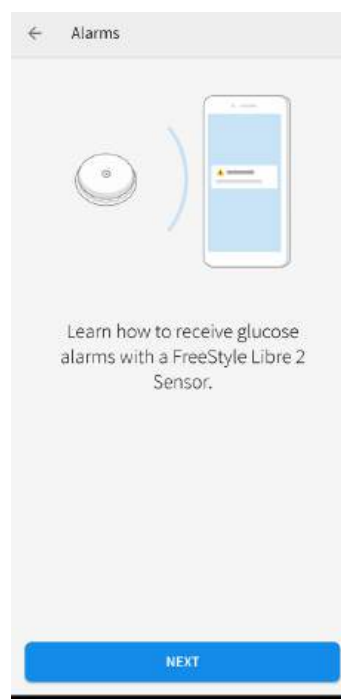 Alarms
Learn how to receive glucose
alarms with a FreeStyle Libre 2
Sensor.
NEXT